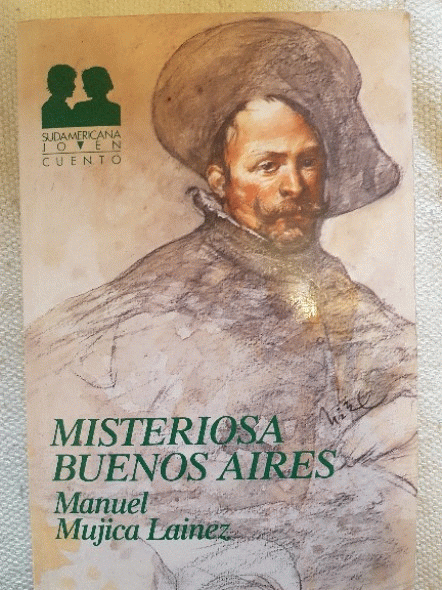 SUDAMERICANA
JOVEN
CUENTO
MISTERIOSA
BUENOS AIRES
Manuel
Mujica Lainez